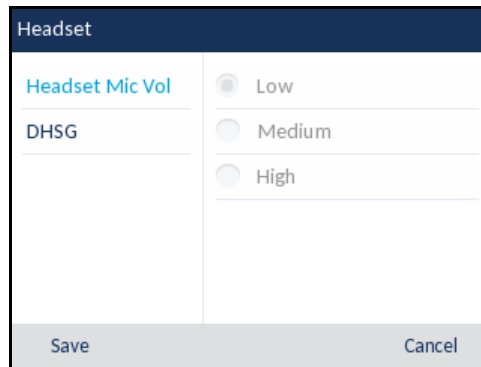 Headset
Headset Mic Vol
DHSG
Low
Medium
High
Save Cancel